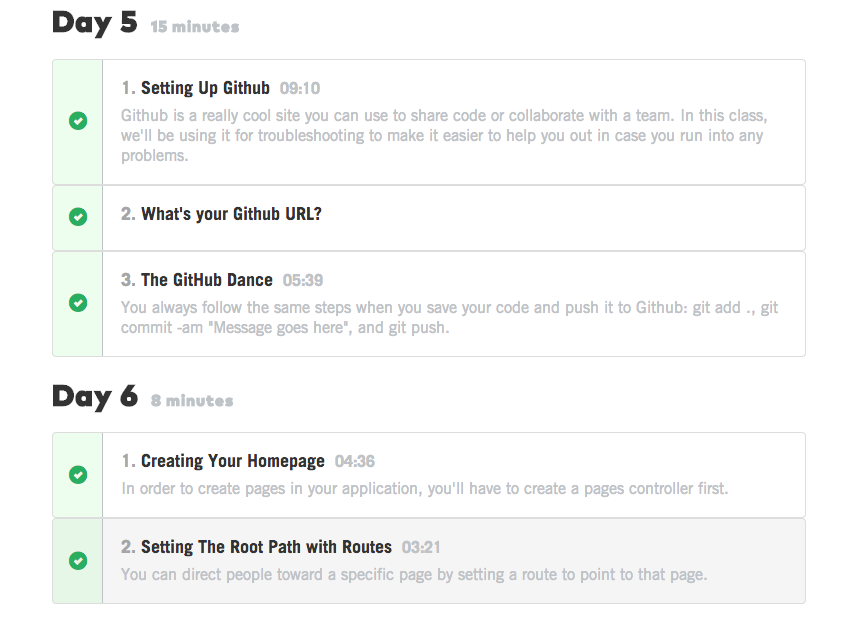 Day 5 15 minutes
1. Setting Up Github 09:10
Github is a really cool site you can use to share code or collaborate with a team. In this class,
we'll be using it for troubleshooting to make it easier to help you out in case you run into any
problems.
2. What's your Github URL?
3. The GitHub Dance 05:39
You always follow the same steps when you save your code and push it to Github: git add ., git
commit -am "Message goes here", and git push.
Day 6 8 minutes
1. Creating Your Homepage 04:36
In order to create pages in your application, you'll have to create a pages controller first.
2. Setting The Root Path with Routes 03:21
You can direct people toward a specific page by setting a route to point to that page.